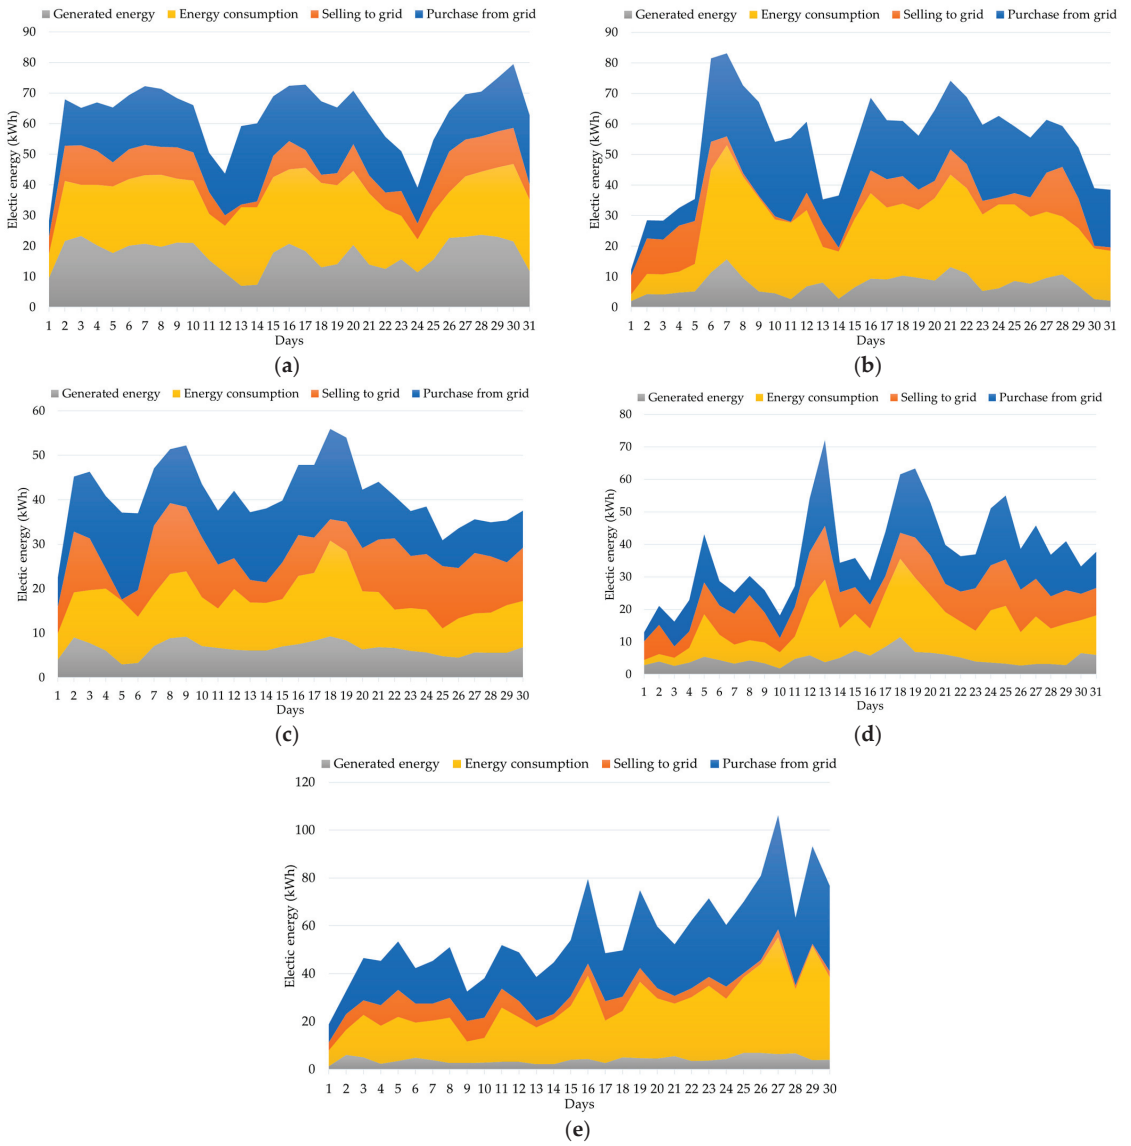 Generated energy Energy consumption Selling to grid Purchase from grid
90
80
70
60
50
40
30
20
10
0
Electic energy (kWh)
1 2 3 4 5 6 7 8 9 10 11 12 13 14 15 16 17 18 19 20 21 22 23 24 25 26 27 28 29 30 31
Days
(a)
Generated energy Energy consumption Selling to grid Purchase from grid
90
80
70
60
50
40
30
20
10
0
Electic energy (kWh)
1 2 3 4 5 6 7 8 9 10 11 12 13 14 15 16 17 18 19 20 21 22 23 24 25 26 27 28 29 30 31
Days
(b)
Generated energy Energy consumption Selling to grid Purchase from grid
60
50
40
30
20
10
0
Electic energy (kWh)
1 2 3 4 5 6 7 8 9 10 11 12 13 14 15 16 17 18 19 20 21 22 23 24 25 26 27 28 29 30
Days
(c)
Generated energy Energy consumption Selling to grid Purchase from grid
80
70
60
50
40
30
20
10
0
Electic energy (kWh)
1 2 3 4 5 6 7 8 9 10 11 12 13 14 15 16 17 18 19 20 21 22 23 24 25 26 27 28 29 30 31
Days
(d)
Generated energy Energy consumption Selling to grid Purchase from grid
120
100
80
60
40
20
0
Electic energy (kWh)
1 2 3 4 5 6 7 8 9 10 11 12 13 14 15 16 17 18 19 20 21 22 23 24 25 26 27 28 29 30
Days
(e)